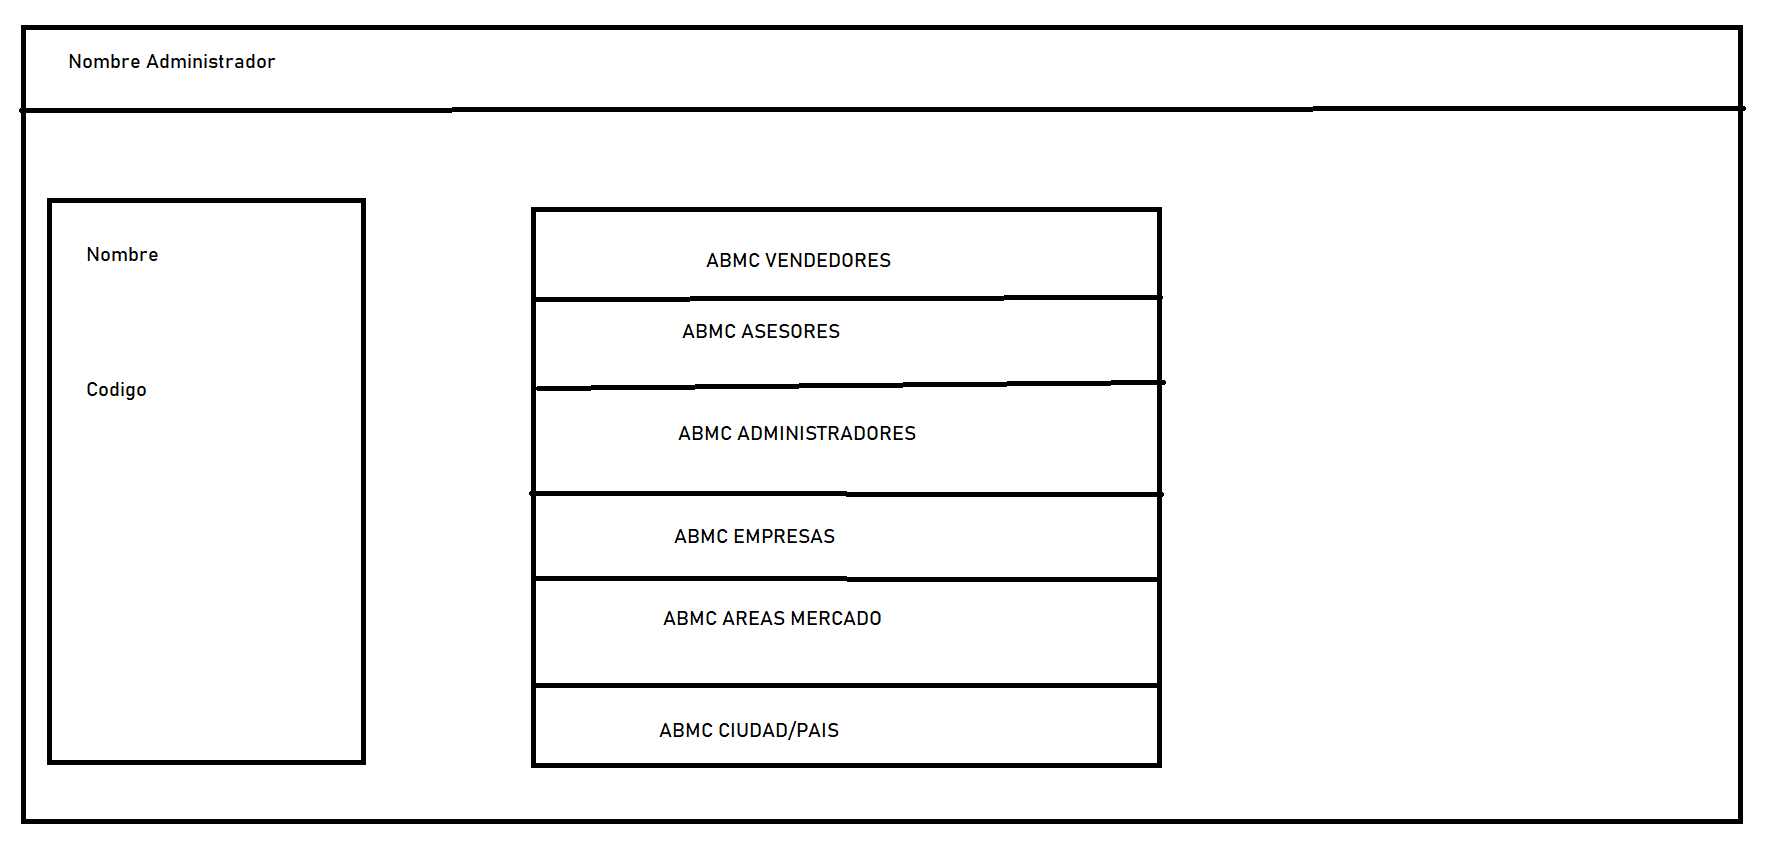 Nombre Administrador
Nombre
Codigo
ABMC VENDEDORES
ABMC ASESORES
ABMC ADMINISTRADORES
ABMC EMPRESAS
ABMC AREAS MERCADO
ABMC CIUDAD/PAIS